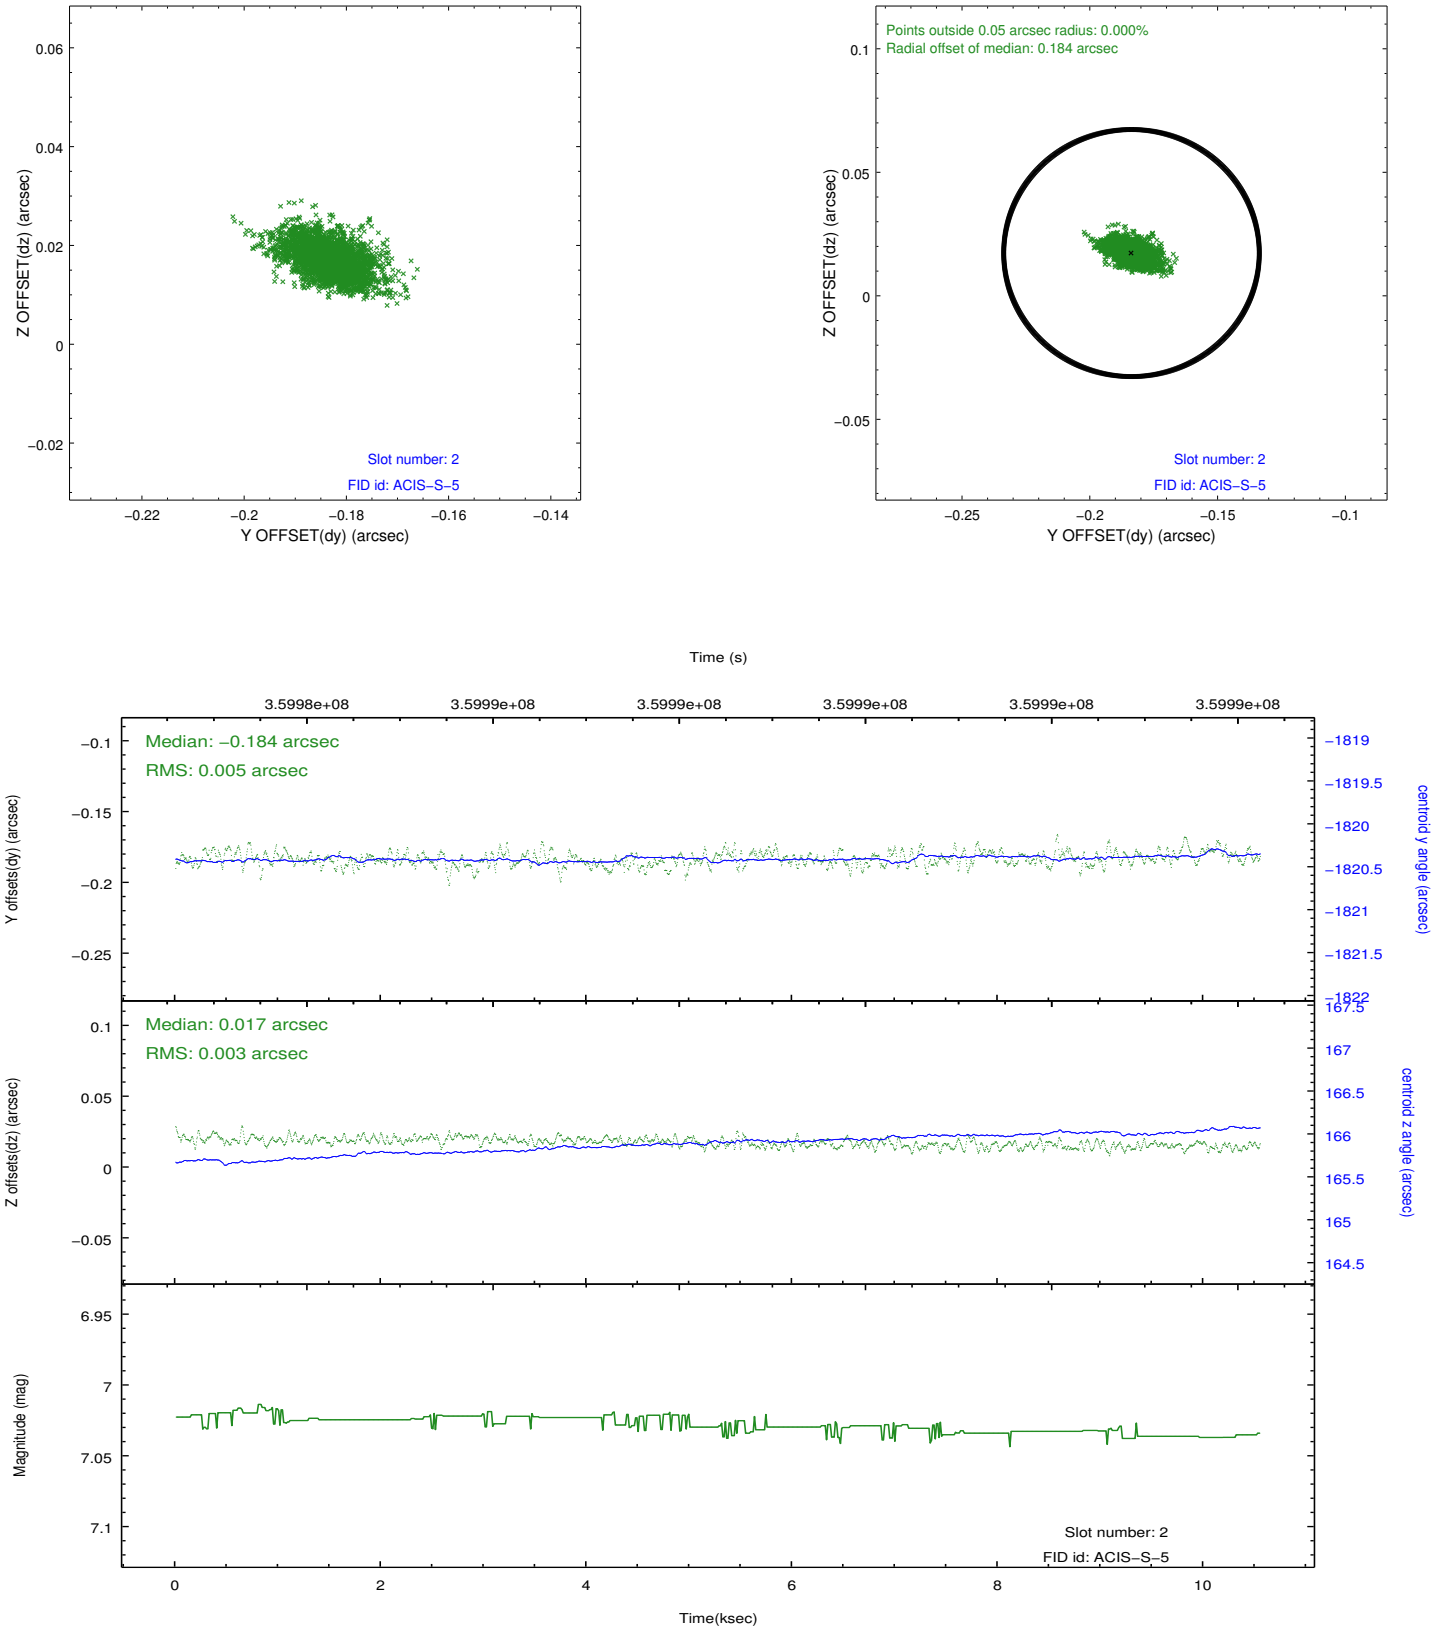 0.06
0.04
0.02
0
−0.02
Z OFFSET(dz) (arcsec)
Slot number: 2
FID id: ACIS−S−5
−0.22 −0.2 −0.18 −0.16 −0.14
Y OFFSET(dy) (arcsec)
Points outside 0.05 arcsec radius: 0.000%
Radial offset of median: 0.184 arcsec
0.1
0.05
0
−0.05
Z OFFSET(dz) (arcsec)
Slot number: 2
FID id: ACIS−S−5
−0.25 −0.2 −0.15 −0.1
Y OFFSET(dy) (arcsec)
Time (s)
3.5998e+08 3.5999e+08 3.5999e+08 3.5999e+08 3.5999e+08 3.5999e+08
Median: −0.184 arcsec
RMS: 0.005 arcsec
−0.1
−0.15
−0.2
−0.25
Y offsets(dy) (arcsec)
−1819
−1819.5
−1820
−1820.5
−1821
−1821.5
−1822
centroid y angle (arcsec)
Median: 0.017 arcsec
RMS: 0.003 arcsec
0.1
0.05
0
−0.05
Z offsets(dz) (arcsec)
167.5
167
166.5
166
165.5
165
164.5
centroid z angle (arcsec)
6.95
7
7.05
7.1
Magnitude (mag)
Slot number: 2
FID id: ACIS−S−5
0 2 4 6 8 10
Time(ksec)